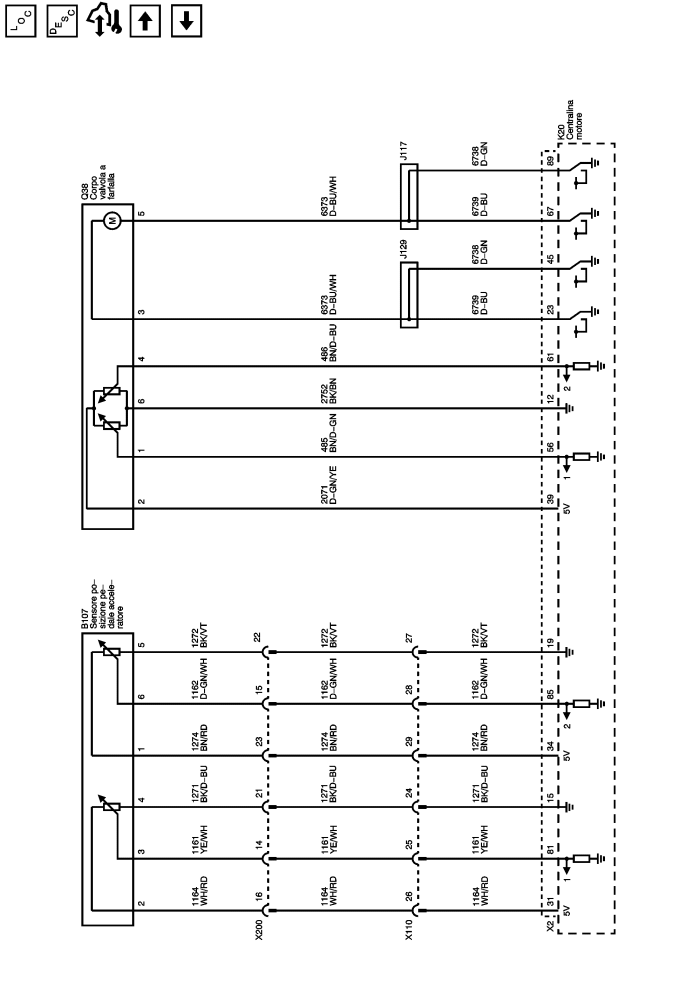 LOC
DESC
Q38
Corpo
valvola a
farfalla
M
5
3
4
6
1
2
6373
D-BU/WH
6373
D-BU/WH
486
BN/D-BU
2752
BK/BN
485
BN/D-GN
2071
D-GN/YE
J117
J129
6738
D-GN
6739
D-BU
6738
D-GN
6739
D-BU
K20
Centralina
motore
89
67
45
23
61
12
56
39
2
1
5V
B107
Sensore po-
sizione pe-
dale accele-
ratore
5
6
1
4
3
2
1272
BK/VT
1162
D-GN/WH
1274
BN/RD
1271
BK/D-BU
1161
YE/WH
1164
WH/RD
22
15
23
21
14
16
X200
1272
BK/VT
1162
D-GN/WH
1274
BN/RD
1271
BK/D-BU
1161
YE/WH
1164
WH/RD
27
28
29
24
25
26
X110
1272
BK/VT
1162
D-GN/WH
1274
BN/RD
1271
BK/D-BU
1161
YE/WH
1164
WH/RD
19
85
34
15
81
31
X2
2
5V
1
5V